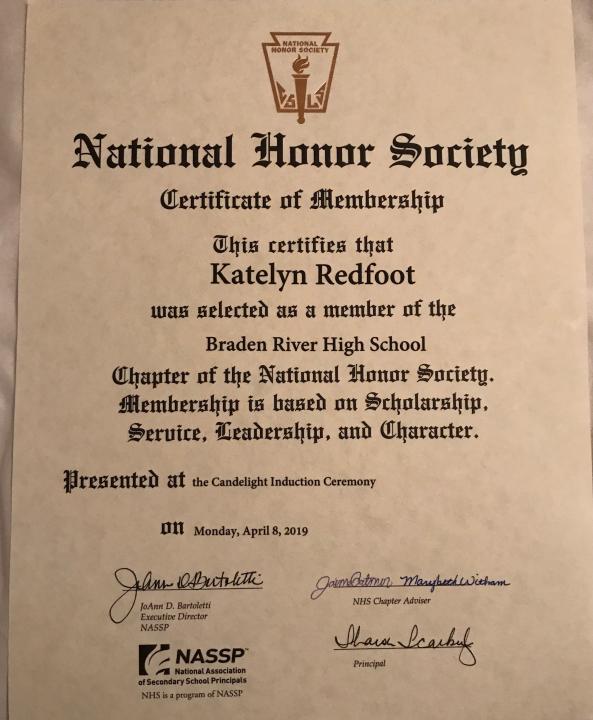 NATIONAL
HONOR SOCIETY
National Honor Society
Certificate of Membership
This certifies that
Katelyn Redfoot
was selected as a member of the
Braden River High School
Chapter of the National Honor Society.
Membership is based on Scholarship,
Service, Leadership, and Character.
Presented at the Candelight Induction Ceremony
on Monday, April 8, 2019
JoAnn D. Bartoletti
JoAnn D. Bartoletti
Executive Director
NASSP
Marybeth
NHS Chapter Adviser
Principal
NASSP
National Association
of Secondary School Principals
NHS is a program of NASSP